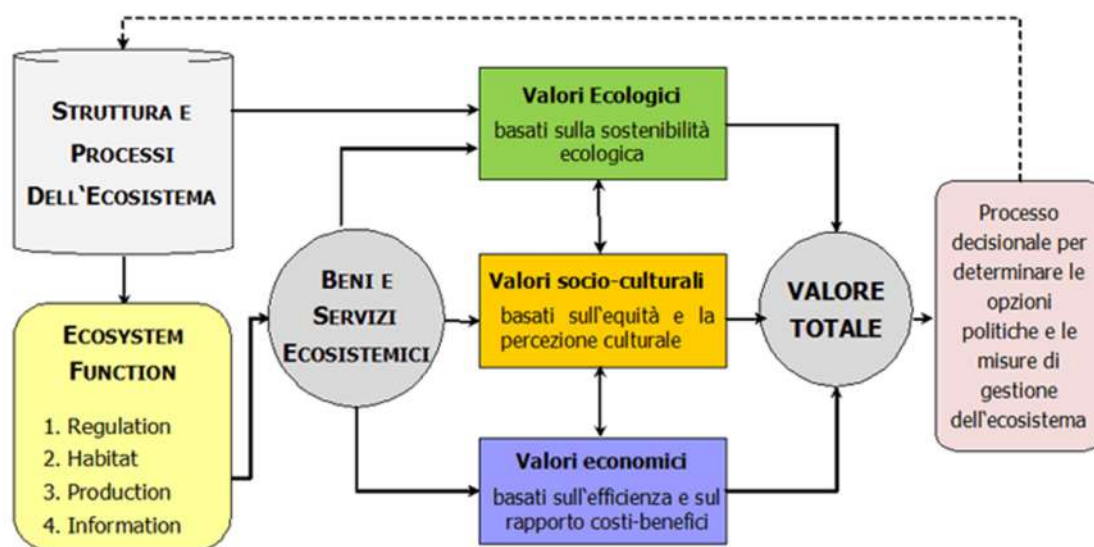 STRUTTURA E
PROCESSI
DELL'ECOSISTEMA
ECOSYSTEM
FUNCTION
1. Regulation
2. Habitat
3. Production
4. Information
BENI E
SERVIZI
ECOSISTEMICI
Valori Ecologici
basati sulla sostenibilità
ecologica
Valori socio-culturali
basati sull'equità e la
percezione culturale
Valori economici
basati sull'efficienza e sul
rapporto costi-benefici
VALORE
TOTALE
Processo
decisionale per
determinare le
opzioni
politiche e le
misure di
gestione
dell'ecosistema